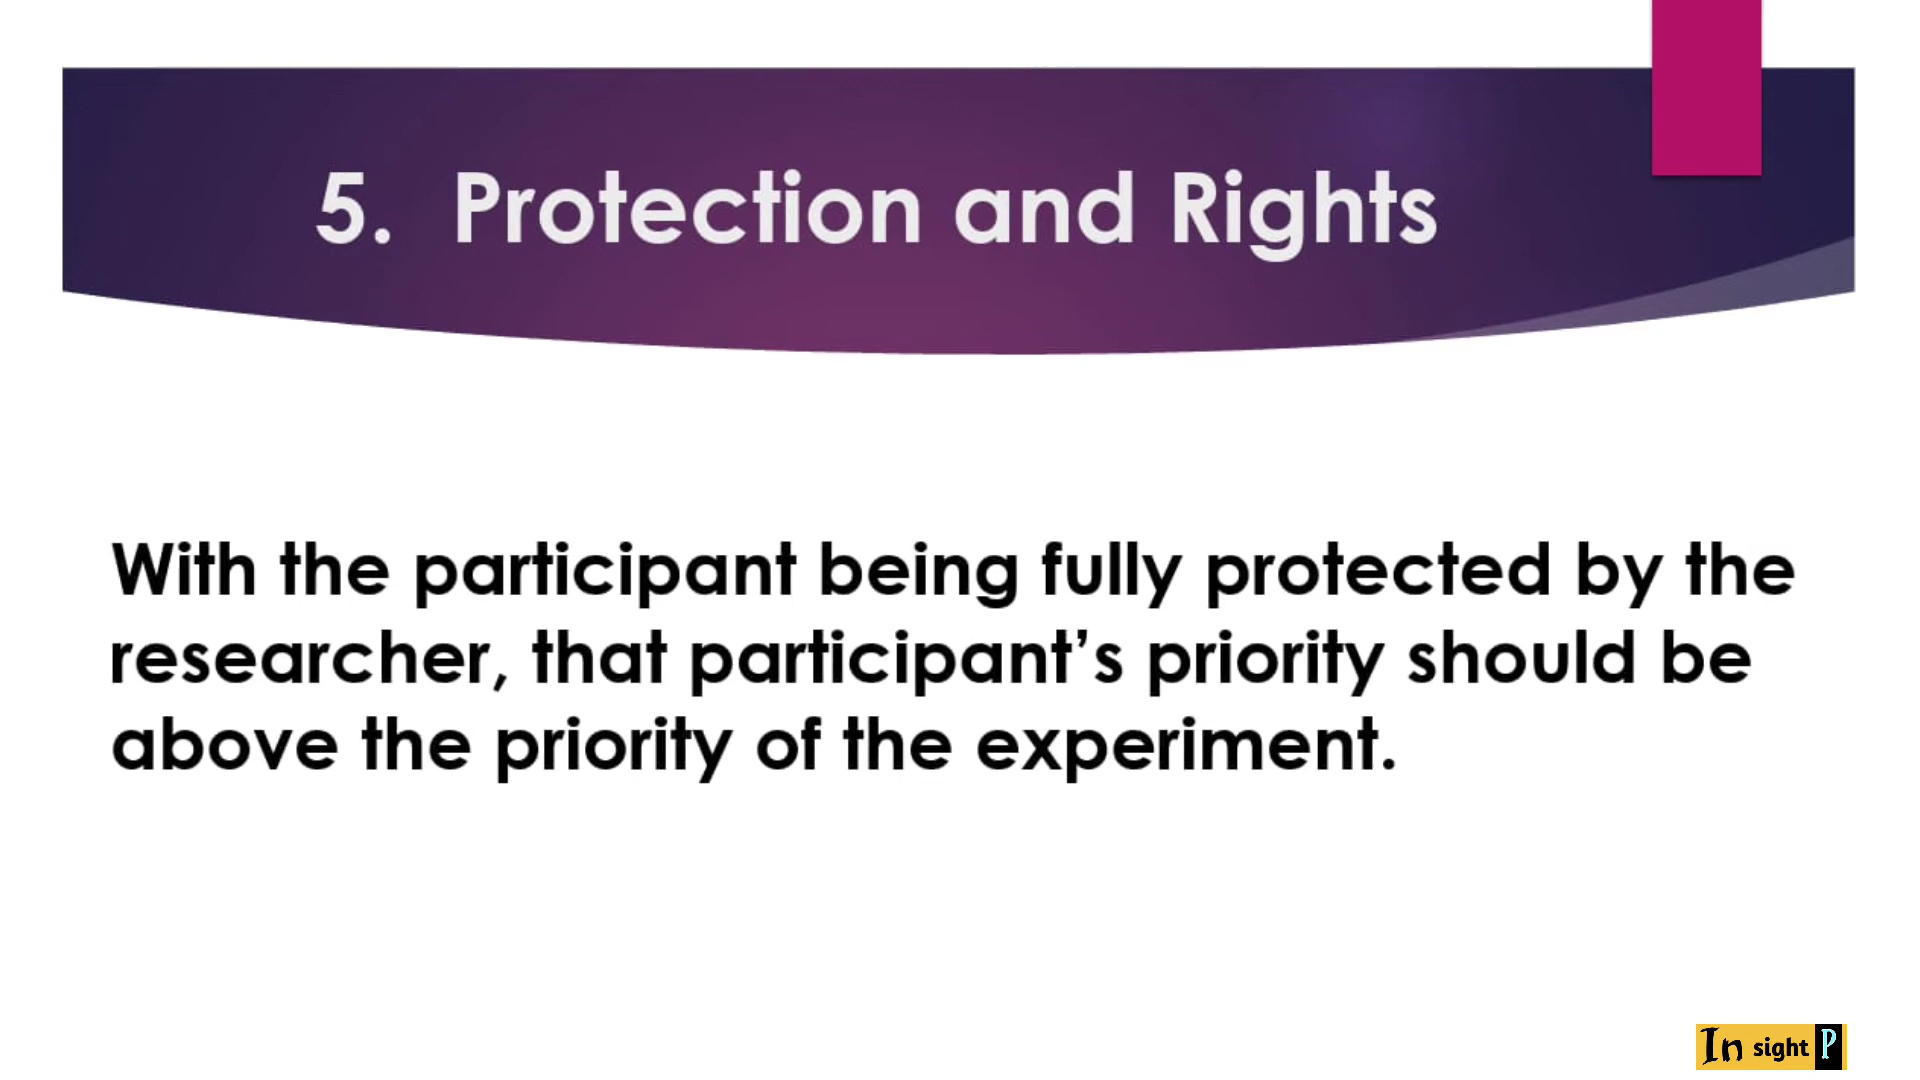 5. Protection and Rights
With the participant being fully protected by the
researcher, that participant’s priority should be
above the priority of the experiment.
In sight P